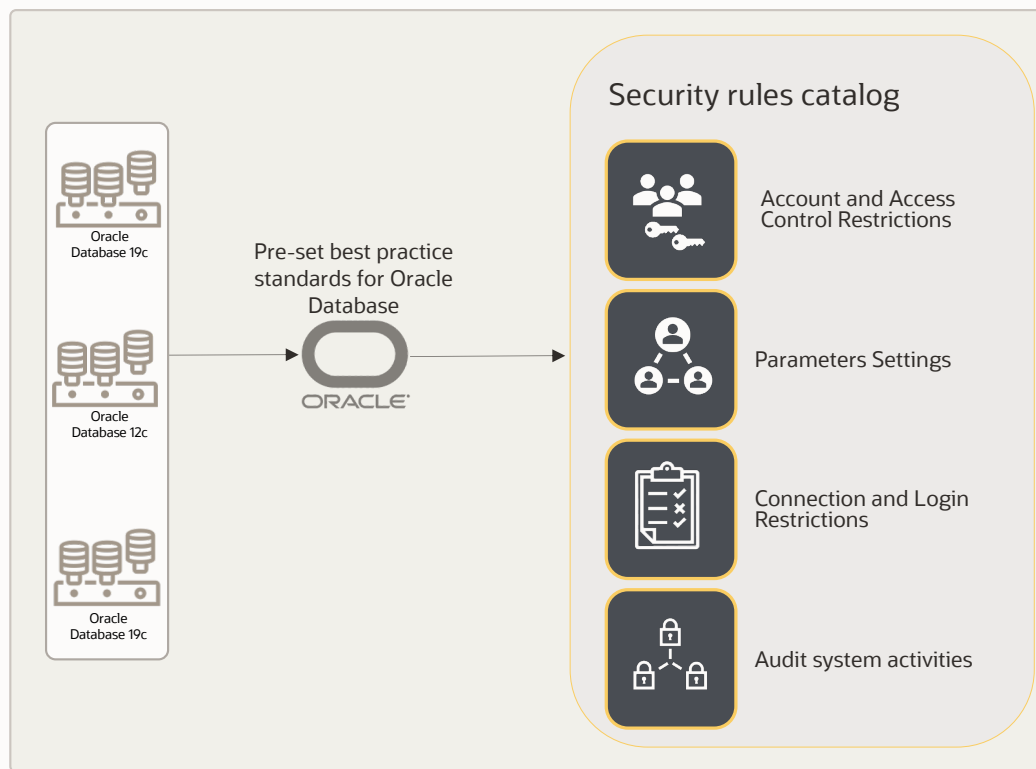 Security rules catalog
Oracle
Database 19c
Oracle
Database 12c
Oracle
Database 19c
Pre-set best practice
standards for Oracle
Database
ORACLE
Account and Access
Control Restrictions
Parameters Settings
Connection and Login
Restrictions
Audit system activities